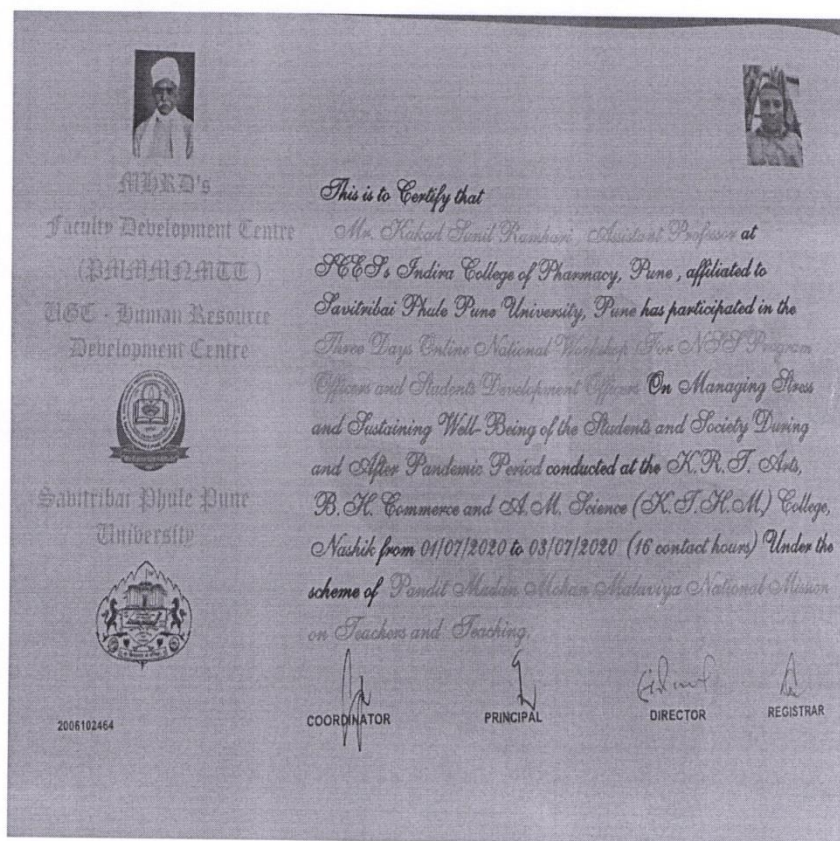 MHRD's
Faculty Development Centre
(PMMMNMTT)
UGC - Human Resource
Development Centre
Savitribai Phule Pune
University
2006102464
This is to Certify that
Mr. Kakad Sunil Ramhari, Assistant Professor at
SCES's Indira College of Pharmacy, Pune, affiliated to
Savitribai Phule Pune University, Pune has participated in the
Three Days Online National Workshop For NSS Program
Officers and Students Development Officers On Managing Stress
and Sustaining Well-Being of the Students and Society During
and After Pandemic Period conducted at the K.R.T. Arts,
B.H. Commerce and A.M. Science (K.T.H.M.) College,
Nashik from 01/07/2020 to 03/07/2020 (16 contact hours) Under the
scheme of Pandit Madan Mohan Malaviya National Mission
on Teachers and Teaching.
COORDINATOR
PRINCIPAL
DIRECTOR
REGISTRAR